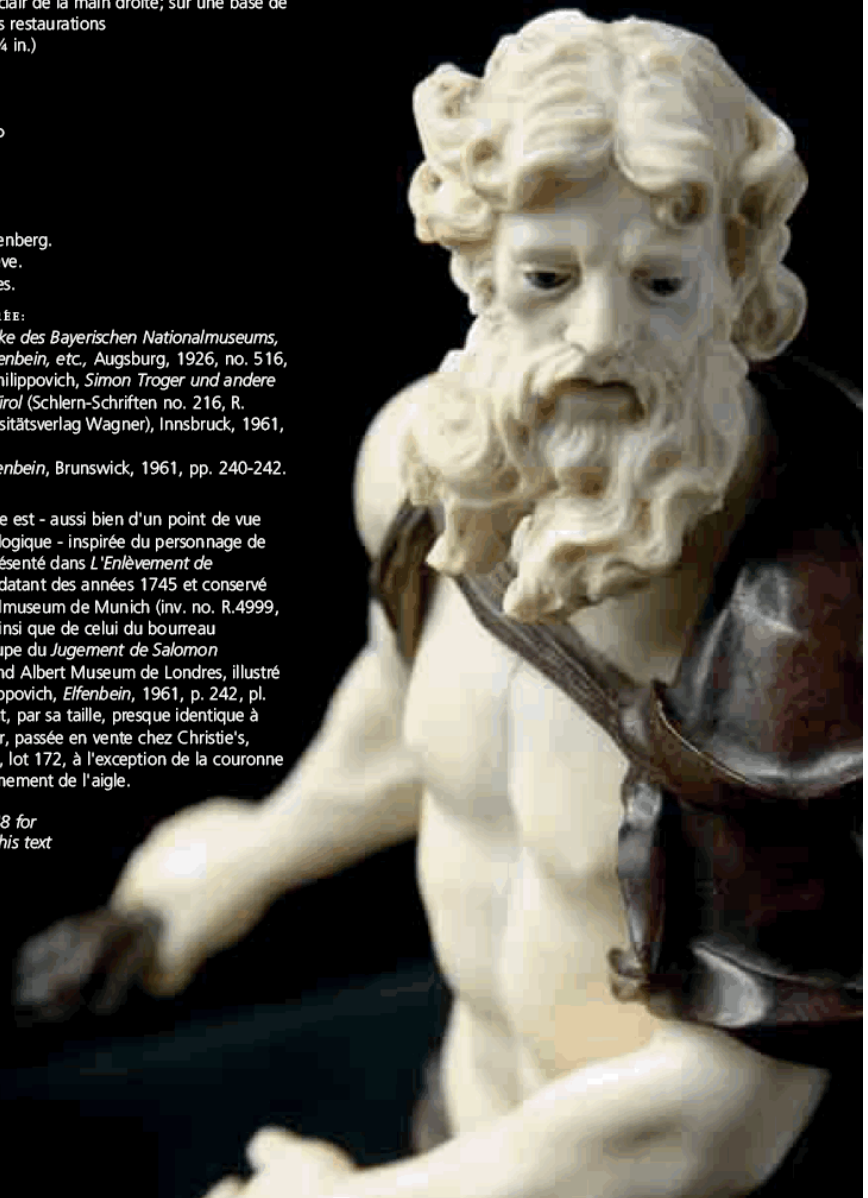 clair de la main droite; sur une base de
s restaurations
¼ in.)
o
enberg.
ve.
es.
ÉE:
ke des Bayerischen Nationalmuseums,
enbein, etc., Augsburg, 1926, no. 516,
hilippovich, Simon Troger und andere
irol (Schlern-Schriften no. 216, R.
sitätsverlag Wagner), Innsbruck, 1961,
enbein, Brunswick, 1961, pp. 240-242.
e est - aussi bien d'un point de vue
logique - inspirée du personnage de
ésenté dans L'Enlèvement de
datant des années 1745 et conservé
lmuseum de Munich (inv. no. R.4999,
insi que de celui du bourreau
upe du Jugement de Salomon
nd Albert Museum de Londres, illustré
ppovich, Elfenbein, 1961, p. 242, pl.
t, par sa taille, presque identique à
r, passée en vente chez Christie's,
, lot 172, à l'exception de la couronne
nement de l'aigle.
8 for
his text